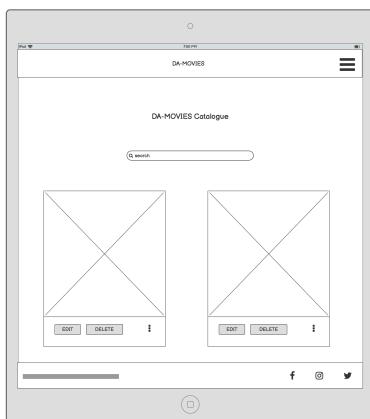 iPad 7:00 PM
DA-MOVIES
DA-MOVIES Catalogue
search
EDIT DELETE EDIT DELETE